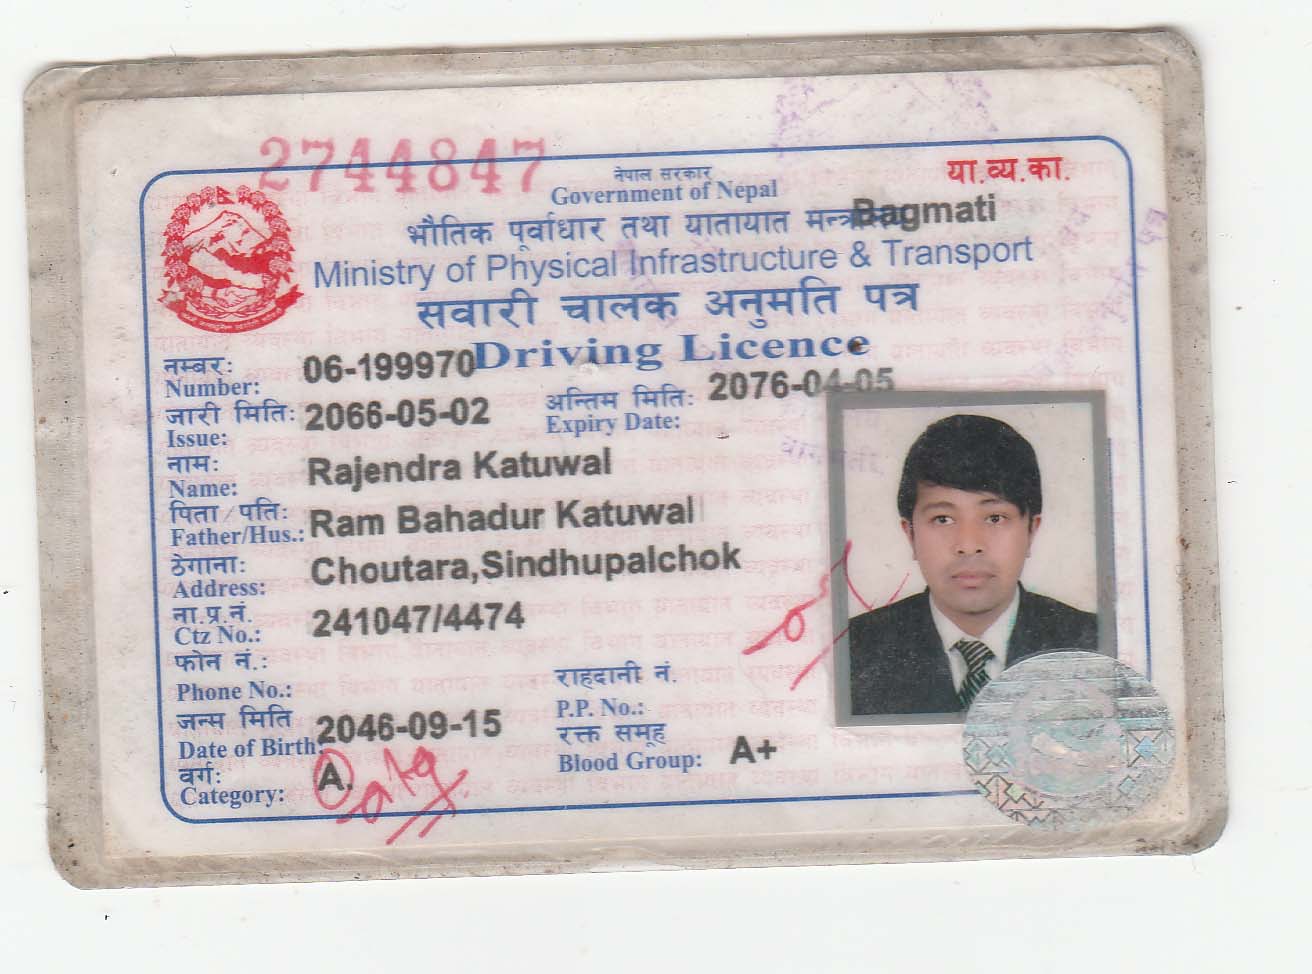 2744847
नेपाल सरकार
Government of Nepal
या.व्य.का.
भौतिक पूर्वाधार तथा यातायात Bagmati
Ministry of Physical Infrastructure & Transport
सवारी चालक अनुमति पत्र
Driving Licence
नम्बर: 06-199970
Number:
अन्तिम मिति: 2076-04-05
Expiry Date:
जारी मिति: 2066-05-02
Issue:
नाम: Rajendra Katuwal
Name:
पिता/पति: Ram Bahadur Katuwal
Father/Hus.:
ठेगाना: Choutara,Sindhupalchok
Address:
ना.प्र.नं. 241047/4474
Ctz No.:
फोन नं.:
Phone No.:
राहदानी नं.
P.P. No.:
जन्म मिति 2046-09-15
Date of Birth:
रक्त समूह A+
Blood Group:
वर्ग: A.
Category: